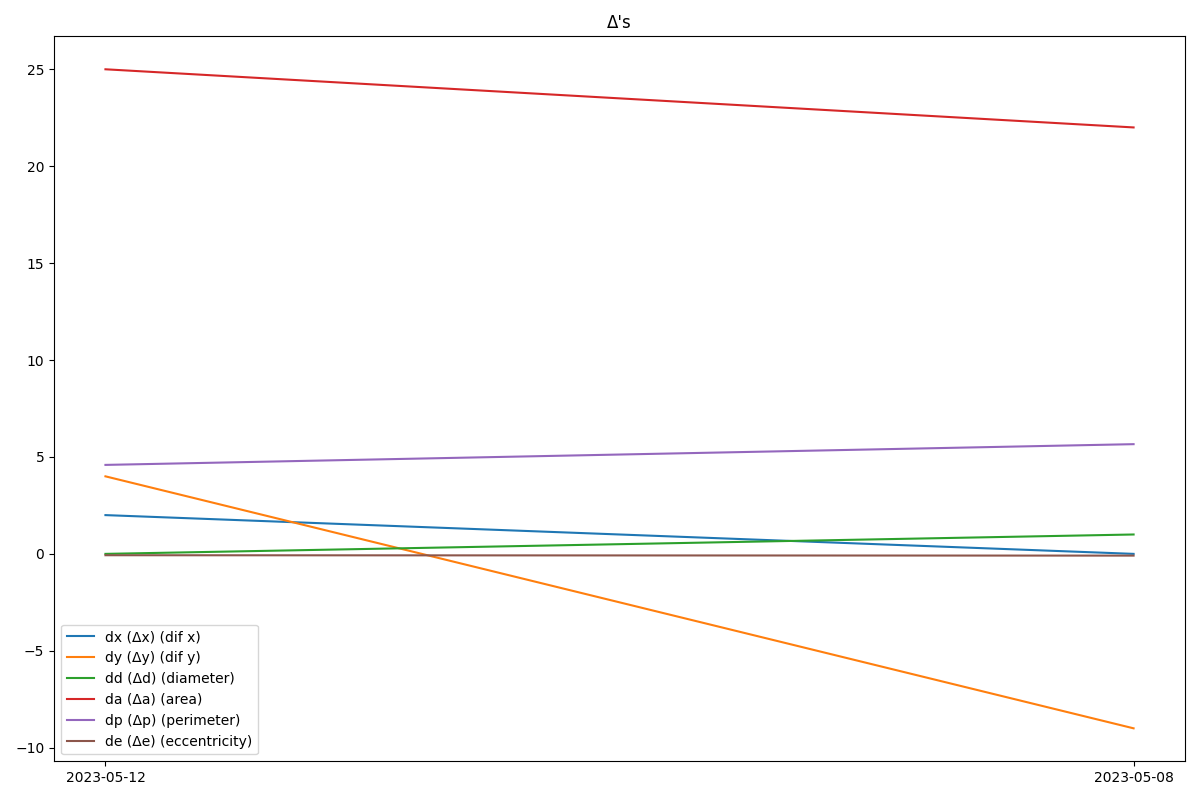 Δ's
25
20
15
10
5
0
−5
−10
dx (Δx) (dif x)
dy (Δy) (dif y)
dd (Δd) (diameter)
da (Δa) (area)
dp (Δp) (perimeter)
de (Δe) (eccentricity)
2023-05-12 2023-05-08